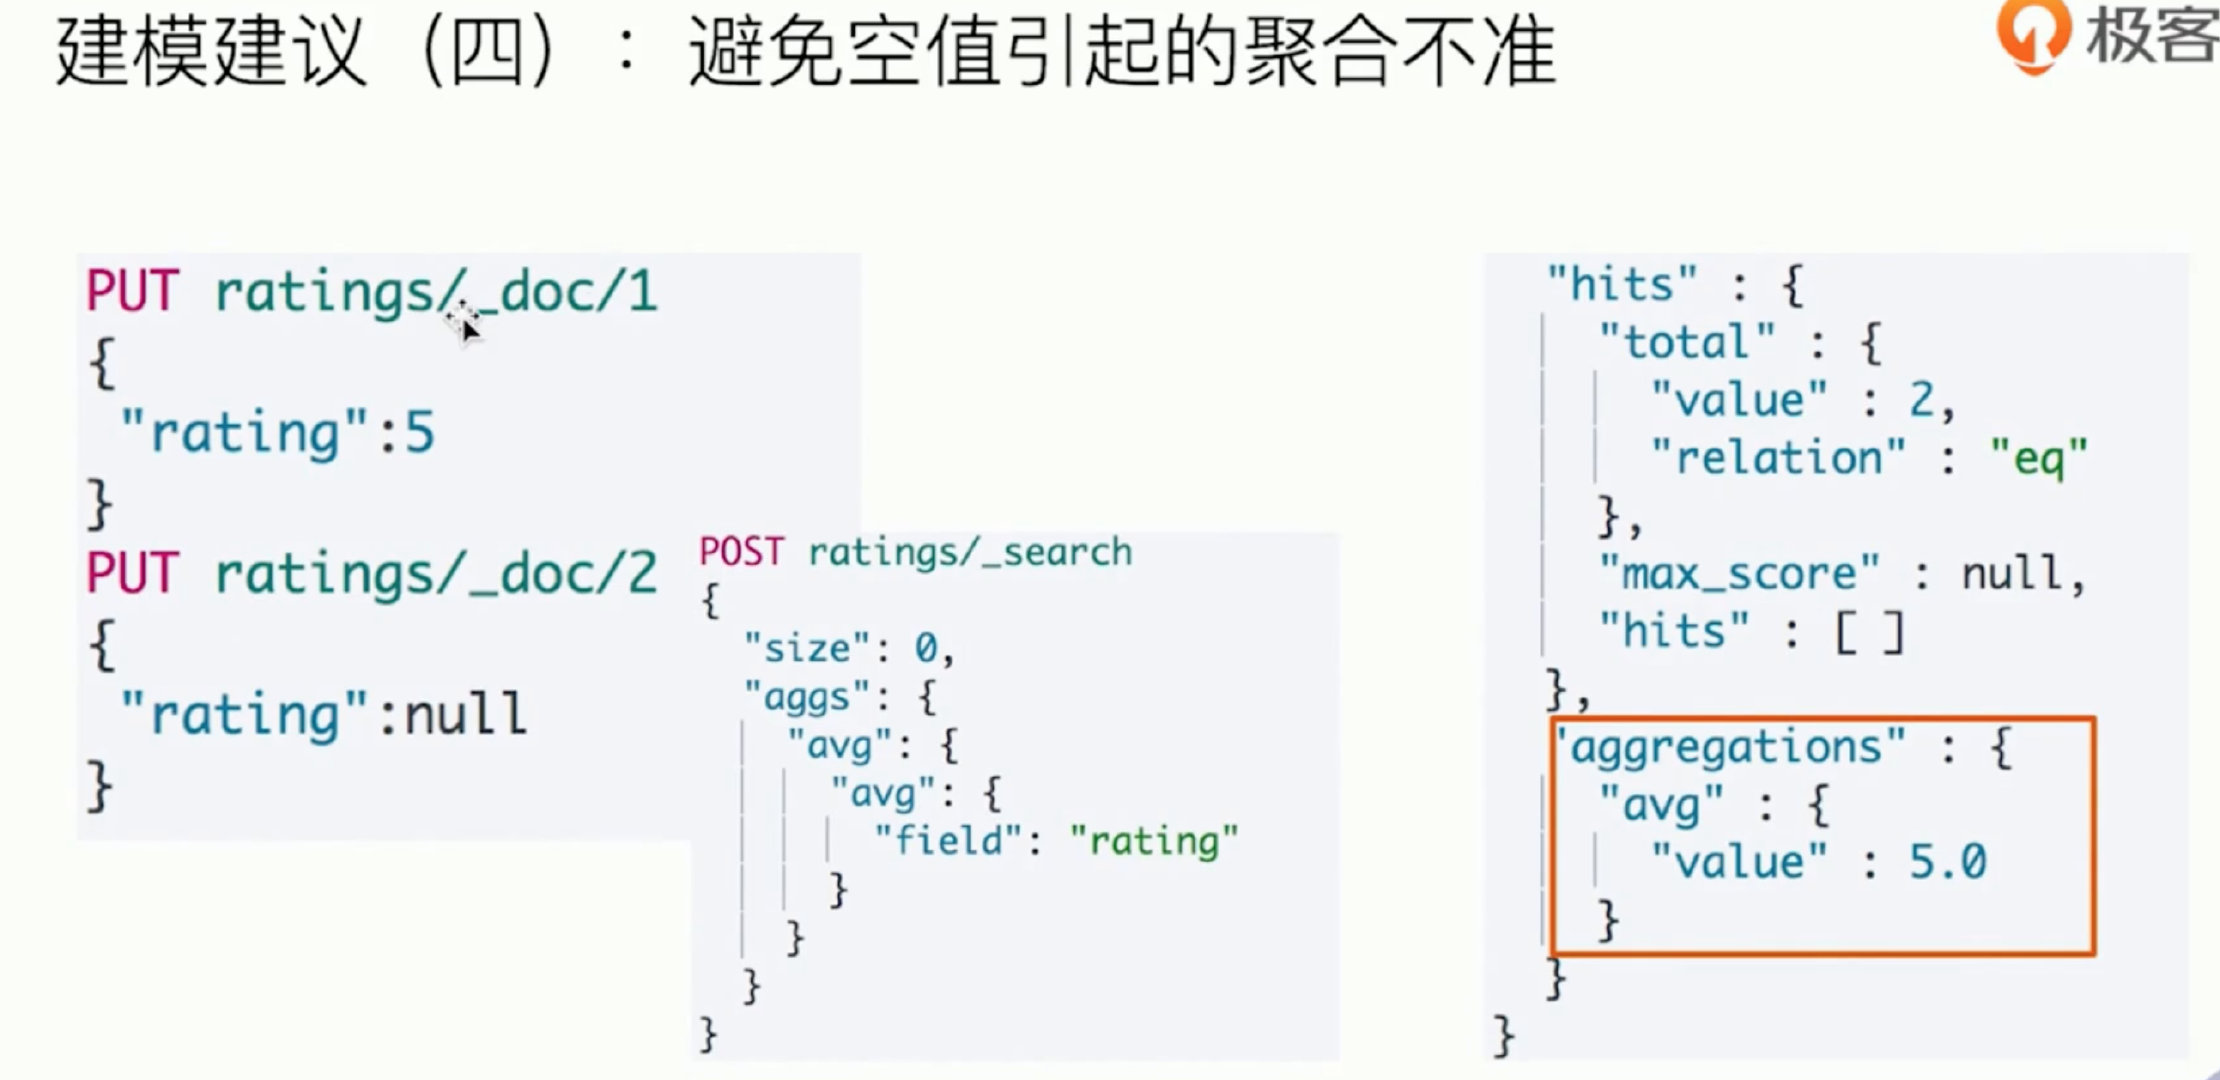 建模建议（四）：避免空值引起的聚合不准
极客
PUT ratings/_doc/1
{
"rating":5
}
PUT ratings/_doc/2
{
"rating":null
}
POST ratings/_search
{
"size": 0,
"aggs": {
"avg": {
"avg": {
"field": "rating"
}
}
}
}
"hits" : {
"total" : {
"value" : 2,
"relation" : "eq"
},
"max_score" : null,
"hits" : [ ]
},
"aggregations" : {
"avg" : {
"value" : 5.0
}
}
}